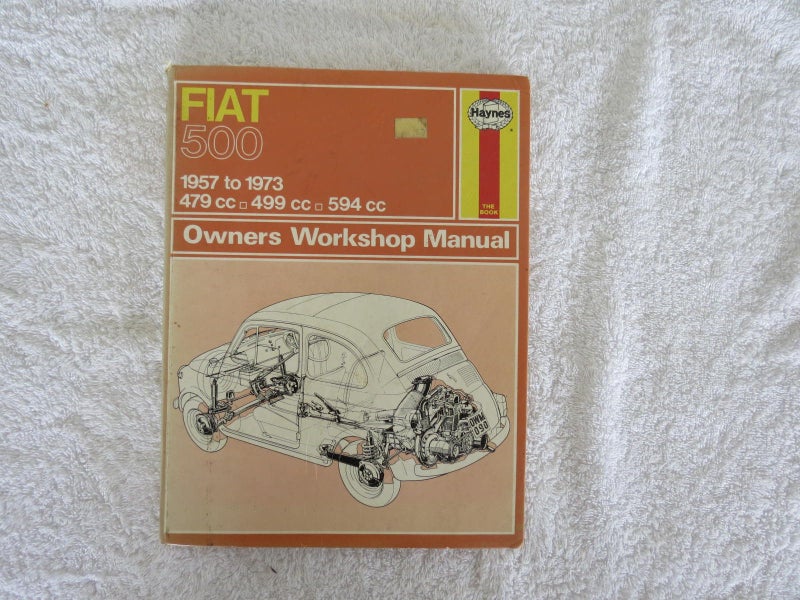 FIAT
500
1957 to 1973
479 cc □ 499 cc □ 594 cc
Haynes
THE
BOOK
Owners Workshop Manual